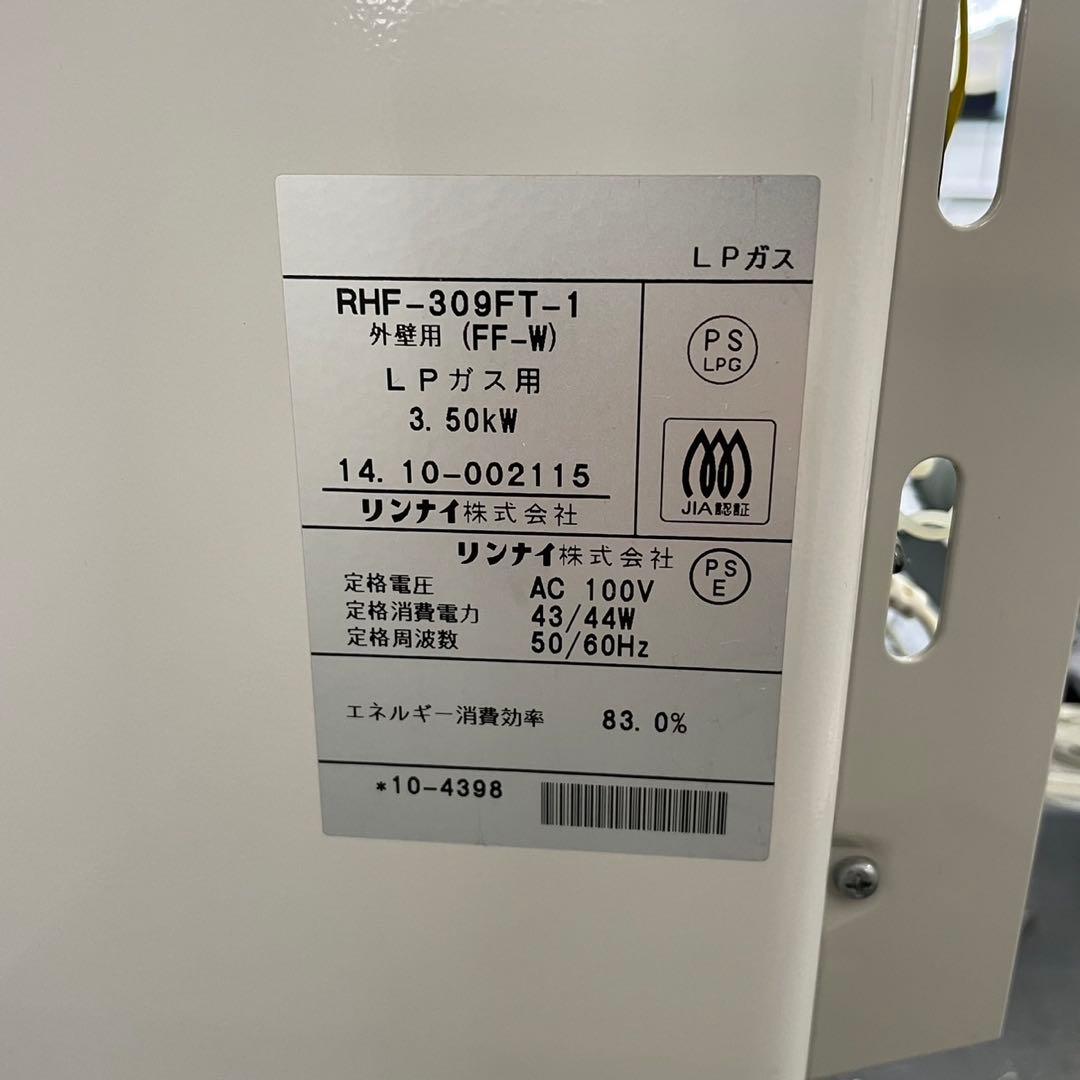 LPガス
RHF-309FT-1
外壁用 (FF-W)
LPガス用
3.50kW
14.10-002115
リンナイ株式会社
PS
LPG
JIA認証
リンナイ株式会社
PS
E
定格電圧 AC 100V
定格消費電力 43/44W
定格周波数 50/60Hz
エネルギー消費効率 83.0%
*10-4398